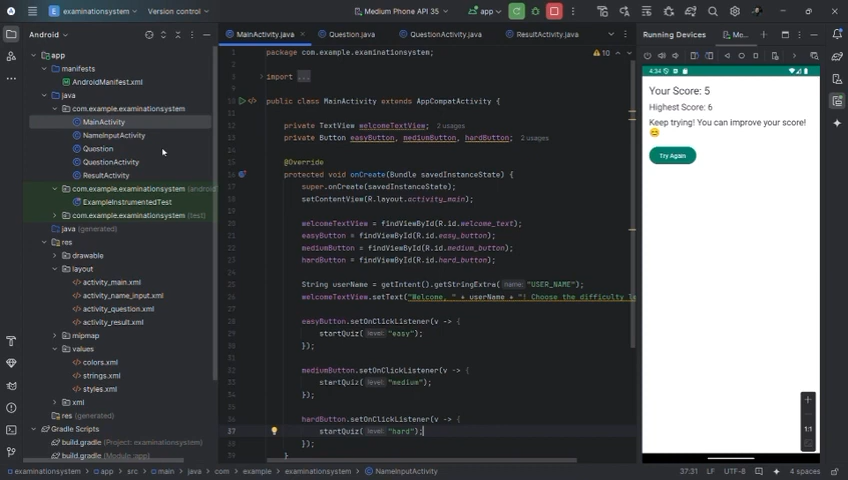 examinationsystem
Version control
Medium Phone API 35
app
Android
MainActivity.java
Question.java
QuestionActivity.java
ResultActivity.java
Running Devices
app
manifests
AndroidManifest.xml
java
com.example.examinationsystem
MainActivity
NameInputActivity
Question
QuestionActivity
ResultActivity
com.example.examinationsystem (android
ExampleInstrumentedTest
com.example.examinationsystem (test)
java (generated)
res
drawable
layout
activity_main.xml
activity_name_input.xml
activity_question.xml
activity_result.xml
mipmap
values
colors.xml
strings.xml
styles.xml
xml
res (generated)
Gradle Scripts
build.gradle (Project: examinationsystem)
build.gradle
package com.example.examinationsystem;
10
import ...
public class MainActivity extends AppCompatActivity {
private TextView welcomeTextView; 2 usages
private Button easyButton, mediumButton, hardButton; 2 usages
@Override
protected void onCreate(Bundle savedInstanceState) {
super.onCreate(savedInstanceState);
setContentView(R.layout.activity_main);
welcomeTextView = findViewById(R.id.welcome_text);
easyButton = findViewById(R.id.easy_button);
mediumButton = findViewById(R.id.medium_button);
hardButton = findViewById(R.id.hard_button);
String userName = getIntent().getStringExtra( name: "USER_NAME");
welcomeTextView.setText("Welcome, " + userName + "! Choose the difficulty le
easyButton.setOnClickListener(v -> {
startQuiz( level: "easy");
});
mediumButton.setOnClickListener(v -> {
startQuiz( level: "medium");
});
hardButton.setOnClickListener(v -> {
startQuiz( level: "hard");
});
}
4:34
Your Score: 5
Highest Score: 6
Keep trying! You can improve your score!
😊
Try Again
1:1
examinationsystem > app > src > main > java > com > example > examinationsystem > NameInputActivity
37:31 LF UTF-8 4 spaces